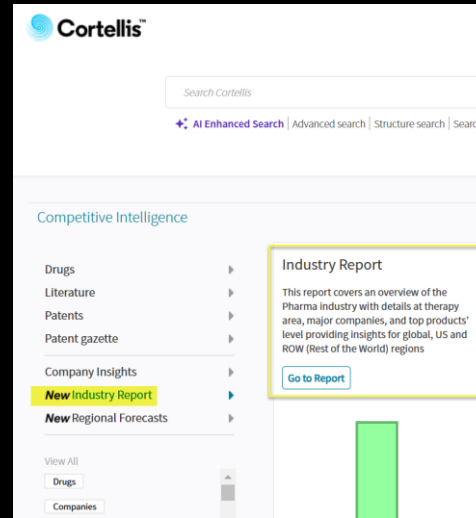 Cortellis™
Search Cortellis
AI Enhanced Search | Advanced search | Structure search |
Competitive Intelligence
Drugs
Literature
Patents
Patent gazette
Company Insights
New Industry Report
New Regional Forecasts
View All
Drugs
Companies
Industry Report
This report covers an overview of the
Pharma industry with details at therapy
area, major companies, and top products'
level providing insights for global, US and
ROW (Rest of the World) regions
Go to Report